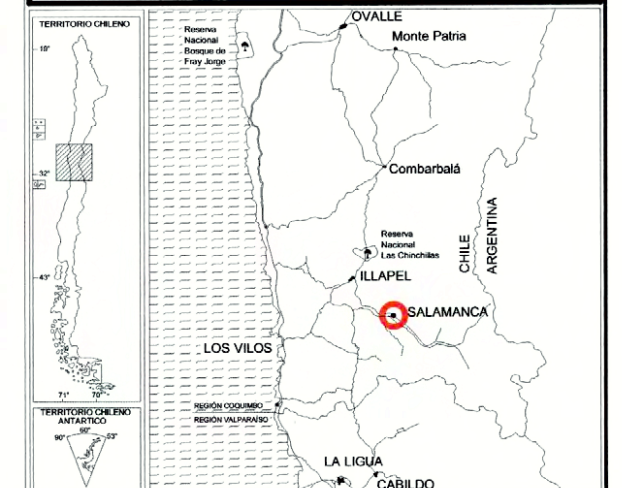 TERRITORIO CHILENO
18°
32°
43°
71° 70°
TERRITORIO CHILENO
ANTARTICO
90° 60° 53°
OVALLE
Monte Patria
Reserva
Nacional
Bosque de
Fray Jorge
Combarbalá
Reserva
Nacional
Las Chinchillas
CHILE
ARGENTINA
ILLAPEL
SALAMANCA
LOS VILOS
REGIÓN COQUIMBO
REGIÓN VALPARAÍSO
LA LIGUA
CABILDO